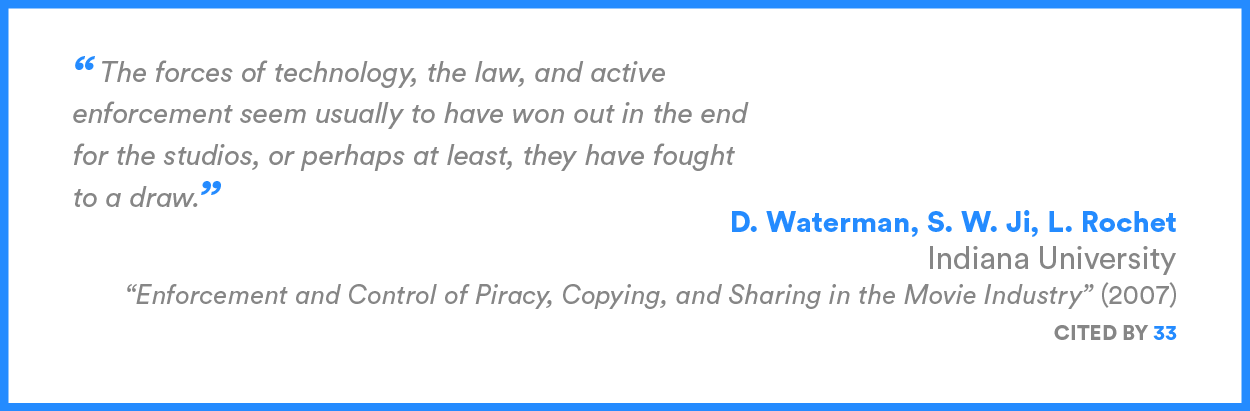 “ The forces of technology, the law, and active
enforcement seem usually to have won out in the end
for the studios, or perhaps at least, they have fought
to a draw.”
D. Waterman, S. W. Ji, L. Rochet
Indiana University
“Enforcement and Control of Piracy, Copying, and Sharing in the Movie Industry” (2007)
CITED BY 33